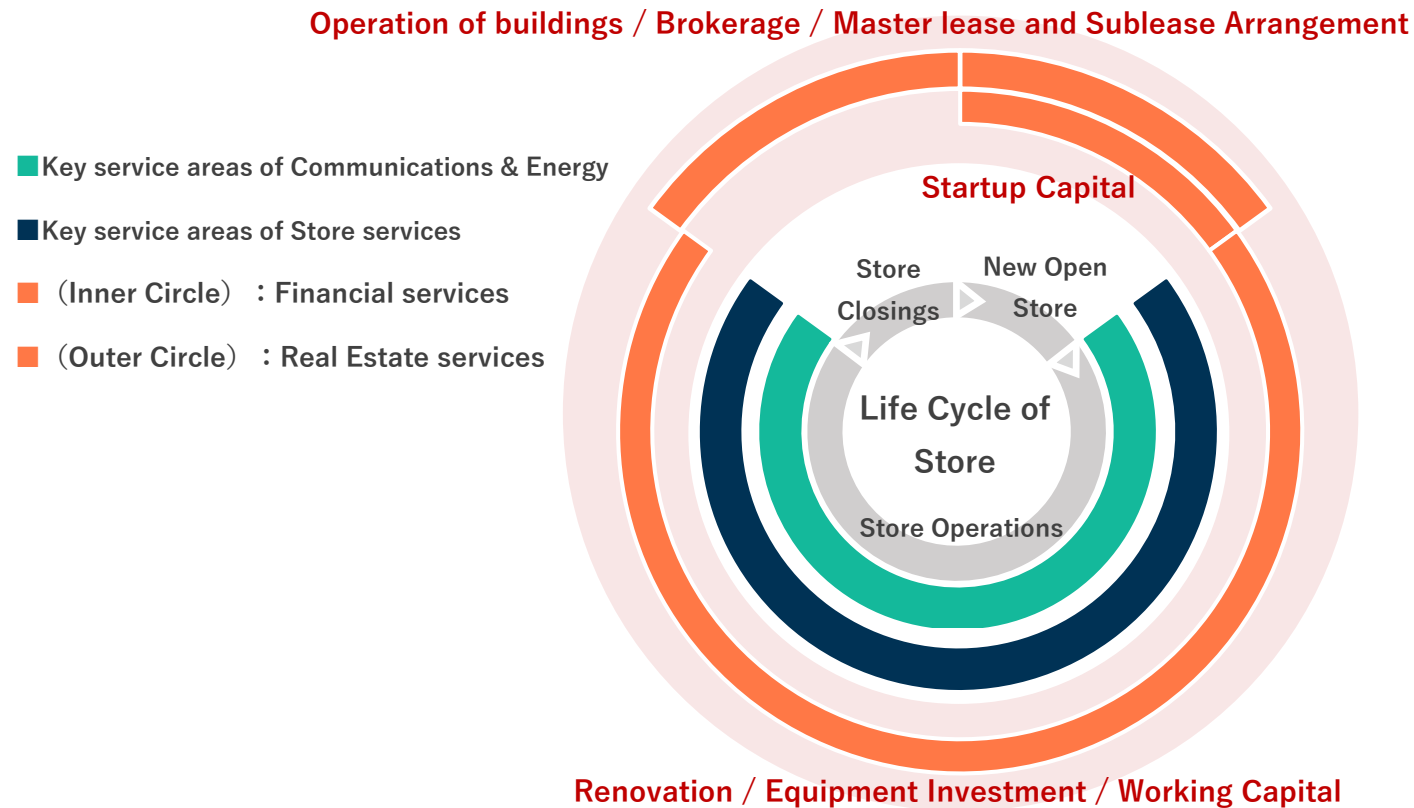 Operation of buildings / Brokerage / Master lease and Sublease Arrangement
■Key service areas of Communications & Energy
■Key service areas of Store services
■ （Inner Circle） ：Financial services
■ （Outer Circle） ：Real Estate services
Startup Capital
Store
Closings
New Open
Store
Life Cycle of
Store
Store Operations
Renovation / Equipment Investment / Working Capital